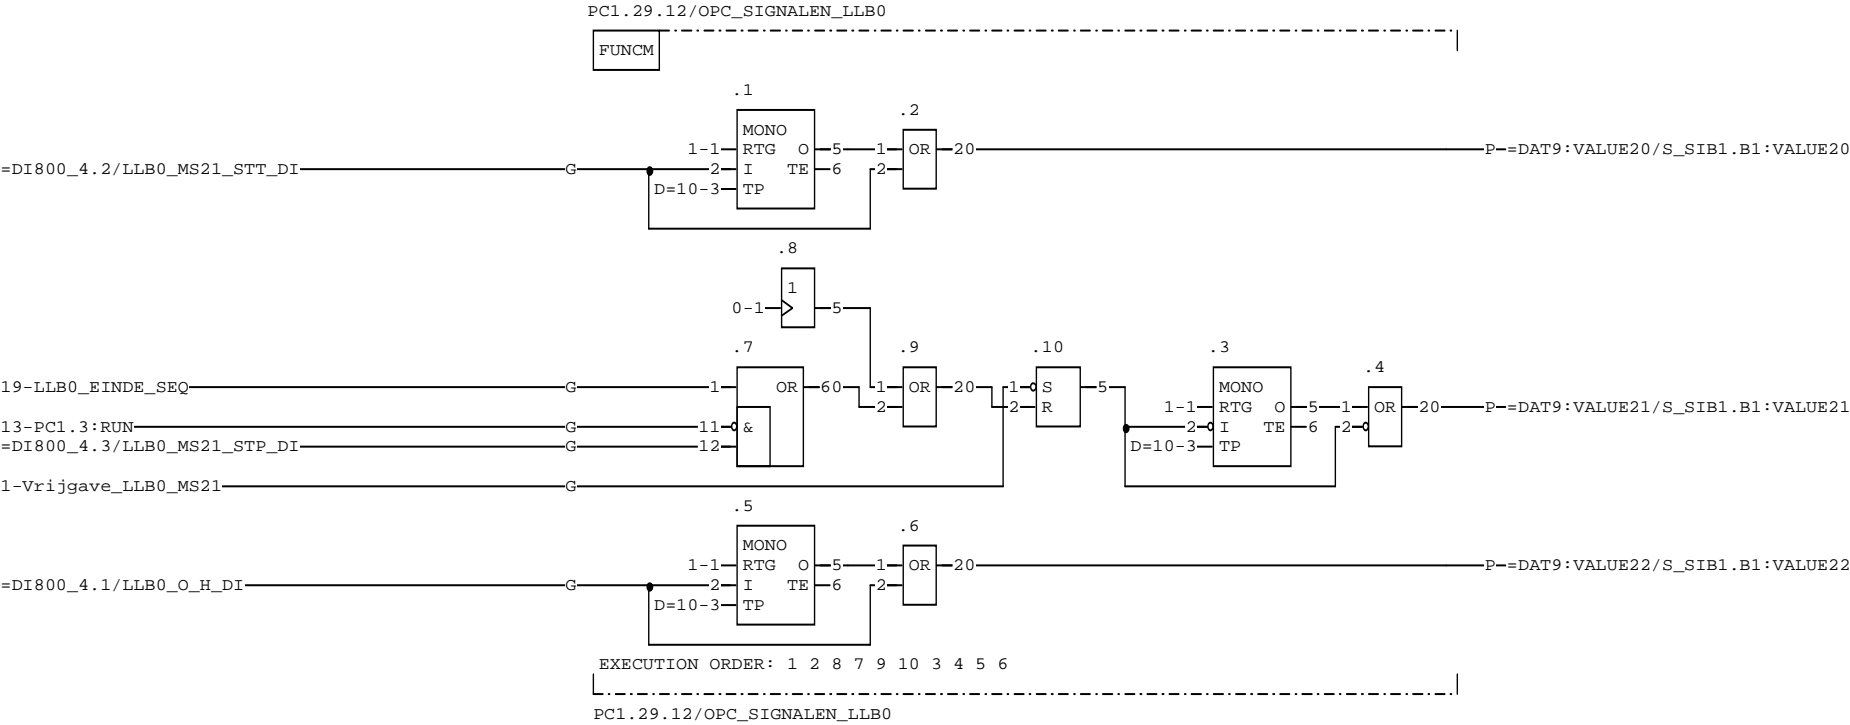 PC1.29.12/OPC_SIGNALEN_LLB0
FUNCM
.1
.2
MONO
1-1 RTG O 5 1 OR 20 P =DAT9:VALUE20/S_SIB1.B1:VALUE20
=DI800_4.2/LLB0_MS21_STT_DI G 2 I TE 6 2
D=10-3 TP
.8
1
0-1 5
.7 .9 .10 .3 .4
19-LLB0_EINDE_SEQ G 1 OR 60 1 OR 20 1 S 5 MONO
2 2 R 1-1 RTG O 5 1 OR 20 P =DAT9:VALUE21/S_SIB1.B1:VALUE21
13-PC1.3:RUN G 11 & 2 I TE 6 2
=DI800_4.3/LLB0_MS21_STP_DI G 12 D=10-3 TP
1-Vrijgave_LLB0_MS21 G
.5
.6
MONO
1-1 RTG O 5 1 OR 20 P =DAT9:VALUE22/S_SIB1.B1:VALUE22
=DI800_4.1/LLB0_O_H_DI G 2 I TE 6 2
D=10-3 TP
EXECUTION ORDER: 1 2 8 7 9 10 3 4 5 6
PC1.29.12/OPC_SIGNALEN_LLB0